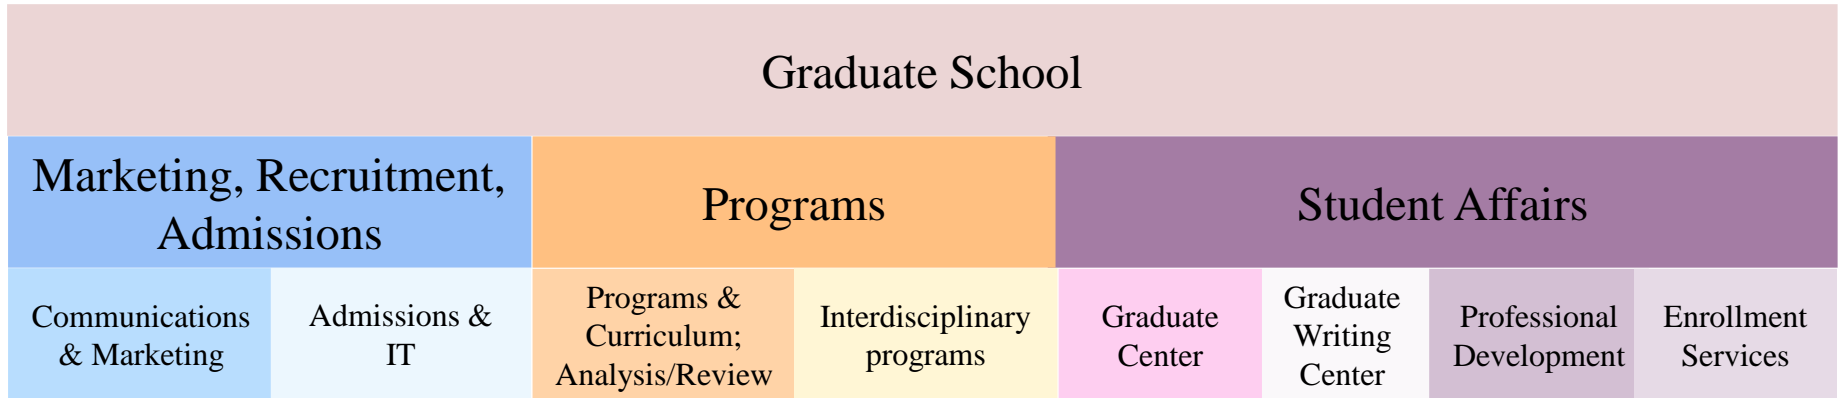 Graduate School
Marketing, Recruitment,
Admissions
Programs
Student Affairs
Communications
& Marketing
Admissions &
IT
Programs &
Curriculum;
Analysis/Review
Interdisciplinary
programs
Graduate
Center
Graduate
Writing
Center
Professional
Development
Enrollment
Services